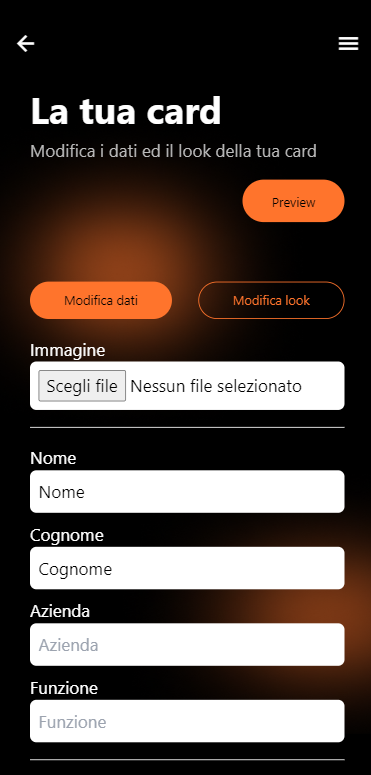 La tua card
Modifica i dati ed il look della tua card
Preview
Modifica dati
Modifica look
Immagine
Scegli file Nessun file selezionato
Nome
Nome
Cognome
Cognome
Azienda
Azienda
Funzione
Funzione